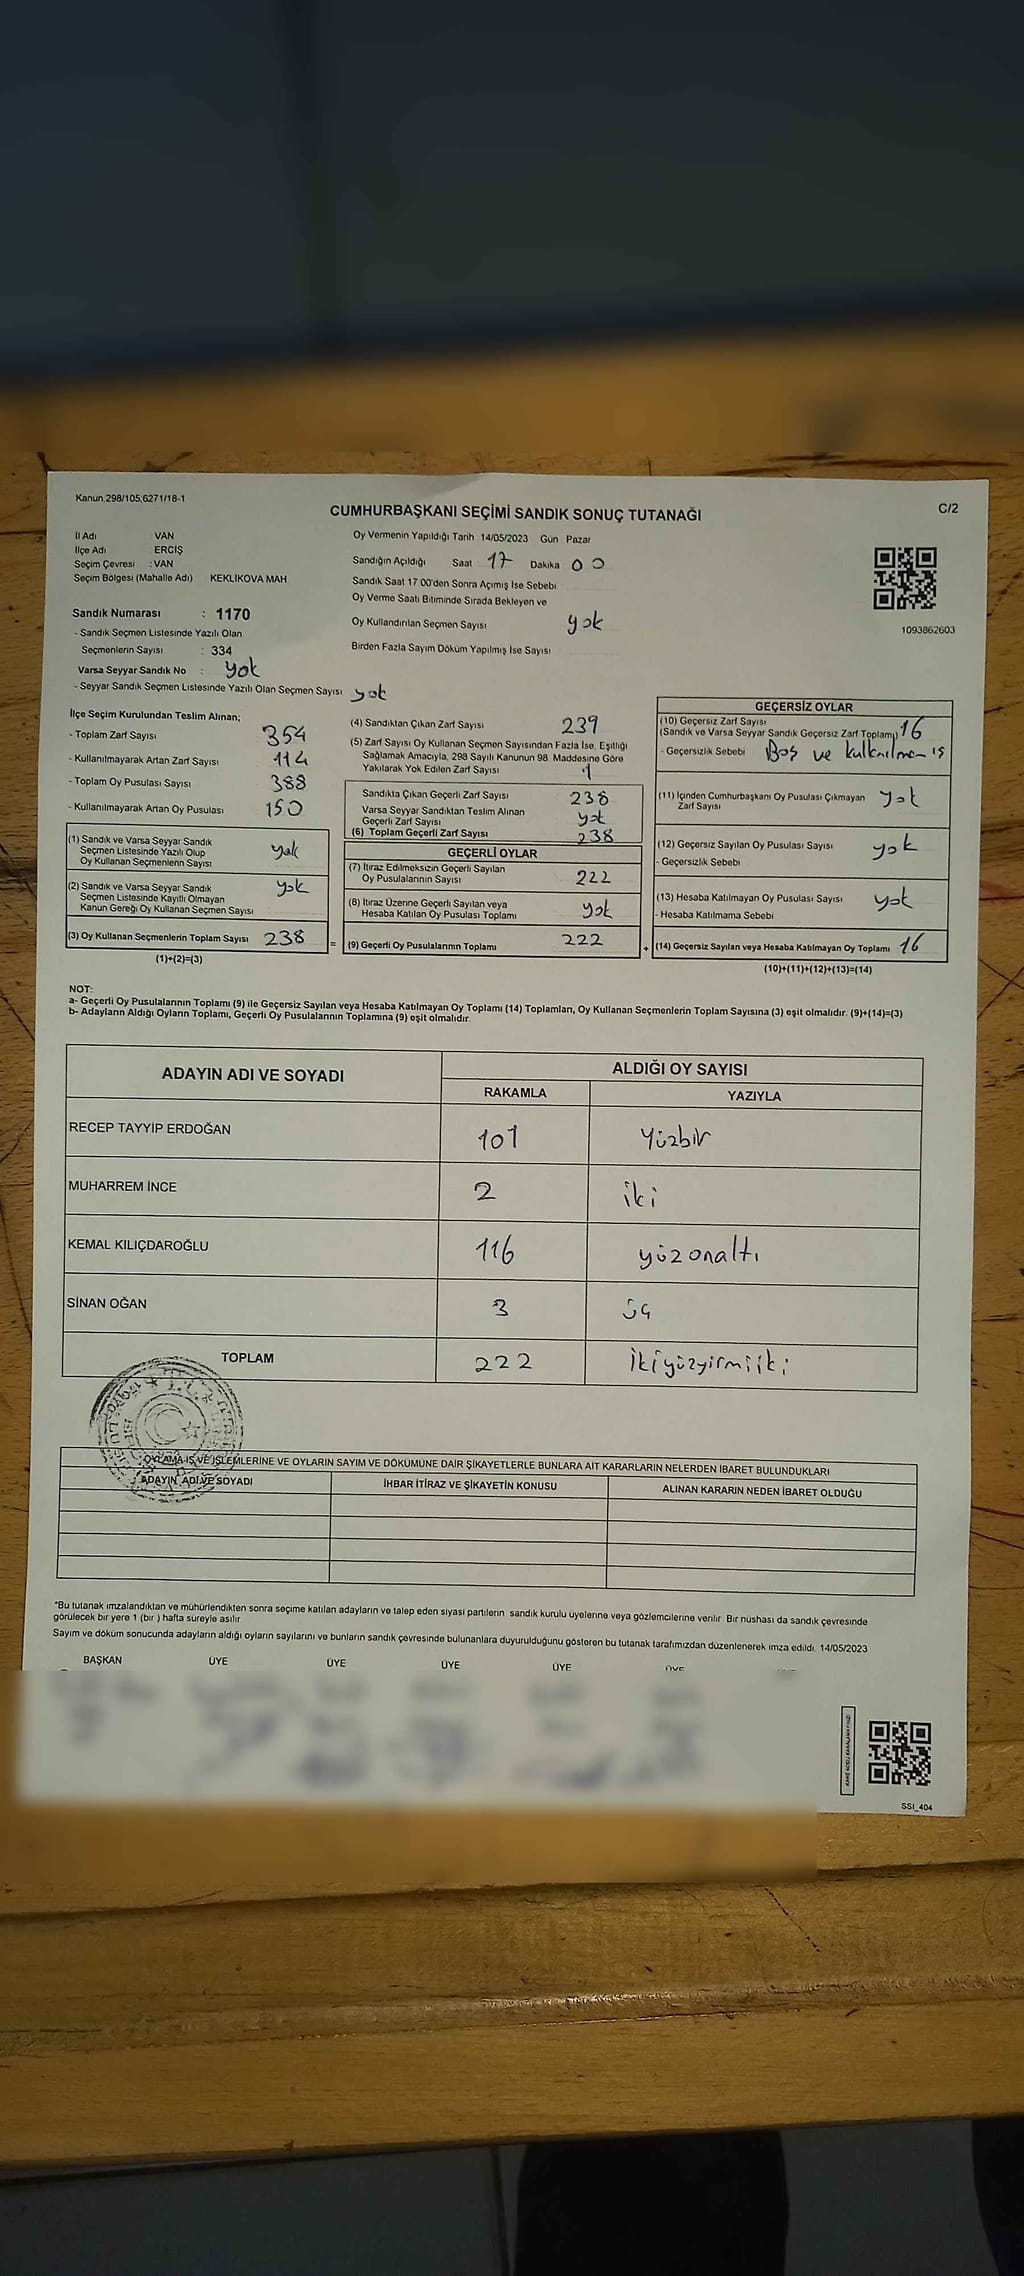 Kanun,298/105,6271/18-1
C/2
CUMHURBAŞKANI SEÇİMİ SANDIK SONUÇ TUTANAĞI
İl Adı VAN
İlçe Adı : ERCİŞ
Seçim Çevresi : VAN
Seçim Bölgesi (Mahalle Adı) KEKLİKOVA MAH
Sandık Numarası : 1170
- Sandık Seçmen Listesinde Yazılı Olan
Seçmenlerin Sayısı : 334
Varsa Seyyar Sandık No : yok
- Seyyar Sandık Seçmen Listesinde Yazılı Olan Seçmen Sayısı yok
Oy Vermenin Yapıldığı Tarih 14/05/2023 Gün Pazar
Sandığın Açıldığı Saat 17 Dakika 00
Sandık Saat 17 00'den Sonra Açmış İse Sebebi
Oy Verme Saati Bitiminde Sırada Bekleyen ve
Oy Kullandırılan Seçmen Sayısı yok
Birden Fazla Sayım Döküm Yapılmış İse Sayısı
1093862603
İlçe Seçim Kurulundan Teslim Alınan;
- Toplam Zarf Sayısı 354
- Kullanılmayarak Artan Zarf Sayısı 114
- Toplam Oy Pusulası Sayısı 388
- Kullanılmayarak Artan Oy Pusulası 150
(1) Sandık ve Varsa Seyyar Sandık
Seçmen Listesinde Yazılı Olup
Oy Kullanan Seçmenlerin Sayısı yok
(2) Sandık ve Varsa Seyyar Sandık
Seçmen Listesinde Kayıtlı Olmayan
Kanun Gereği Oy Kullanan Seçmen Sayısı yok
(3) Oy Kullanan Seçmenlerin Toplam Sayısı 238
(1)+(2)=(3)
=
(4) Sandıktan Çıkan Zarf Sayısı 239
(5) Zarf Sayısı Oy Kullanan Seçmen Sayısından Fazla İse, Eşitliği
Sağlamak Amacıyla, 298 Sayılı Kanunun 98. Maddesine Göre
Yakılarak Yok Edilen Zarf Sayısı 1
Sandıkta Çıkan Geçerli Zarf Sayısı 238
Varsa Seyyar Sandıktan Teslim Alınan
Geçerli Zarf Sayısı yok
(6) Toplam Geçerli Zarf Sayısı 238
GEÇERLİ OYLAR
(7) İtiraz Edilmeksizin Geçerli Sayılan
Oy Pusulalarının Sayısı 222
(8) İtiraz Üzerine Geçerli Sayılan veya
Hesaba Katılan Oy Pusulası Toplamı yok
(9) Geçerli Oy Pusulalarının Toplamı 222
+
GEÇERSİZ OYLAR
(10) Geçersiz Zarf Sayısı
(Sandık ve Varsa Seyyar Sandık Geçersiz Zarf Toplamı) 16
- Geçersizlik Sebebi Boş ve kulknılmamış
(11) İçinden Cumhurbaşkanı Oy Pusulası Çıkmayan
Zarf Sayısı yok
(12) Geçersiz Sayılan Oy Pusulası Sayısı yok
- Geçersizlik Sebebi
(13) Hesaba Katılmayan Oy Pusulası Sayısı yok
- Hesaba Katılmama Sebebi
(14) Geçersiz Sayılan veya Hesaba Katılmayan Oy Toplamı 16
(10)+(11)+(12)+(13)=(14)
NOT:
a- Geçerli Oy Pusulalarının Toplamı (9) ile Geçersiz Sayılan veya Hesaba Katılmayan Oy Toplamı (14) Toplamları, Oy Kullanan Seçmenlerin Toplam Sayısına (3) eşit olmalıdır. (9)+(14)=(3)
b- Adayların Aldığı Oyların Toplamı, Geçerli Oy Pusulalarının Toplamına (9) eşit olmalıdır.
ADAYIN ADI VE SOYADI ALDIĞI OY SAYISI
RAKAMLA YAZIYLA
RECEP TAYYİP ERDOĞAN 101 yüzbir
MUHARREM İNCE 2 iki
KEMAL KILIÇDAROĞLU 116 yüzonaltı
SİNAN OĞAN 3 üç
TOPLAM 222 İkiyüzyirmiiki
OYLAMA İŞ VE İŞLEMLERİNE VE OYLARIN SAYIM VE DÖKÜMÜNE DAİR ŞİKAYETLERLE BUNLARA AİT KARARLARIN NELERDEN İBARET BULUNDUKLARI
ADAYIN ADI VE SOYADI İHBAR İTİRAZ VE ŞİKAYETİN KONUSU ALINAN KARARIN NEDEN İBARET OLDUĞU
*Bu tutanak imzalandıktan ve mühürlendikten sonra seçime katılan adayların ve talep eden siyasi partilerin sandık kurulu üyelerine veya gözlemcilerine verilir Bir nüshası da sandık çevresinde
görülecek bir yere 1 (bir ) hafta süreyle asılır
Sayım ve döküm sonucunda adayların aldığı oyların sayılarını ve bunların sandık çevresinde bulunanlara duyurulduğunu gösteren bu tutanak tarafımızdan düzenlenerek imza edildi. 14/05/2023
BAŞKAN ÜYE ÜYE ÜYE ÜYE ÜYE
SSI_404